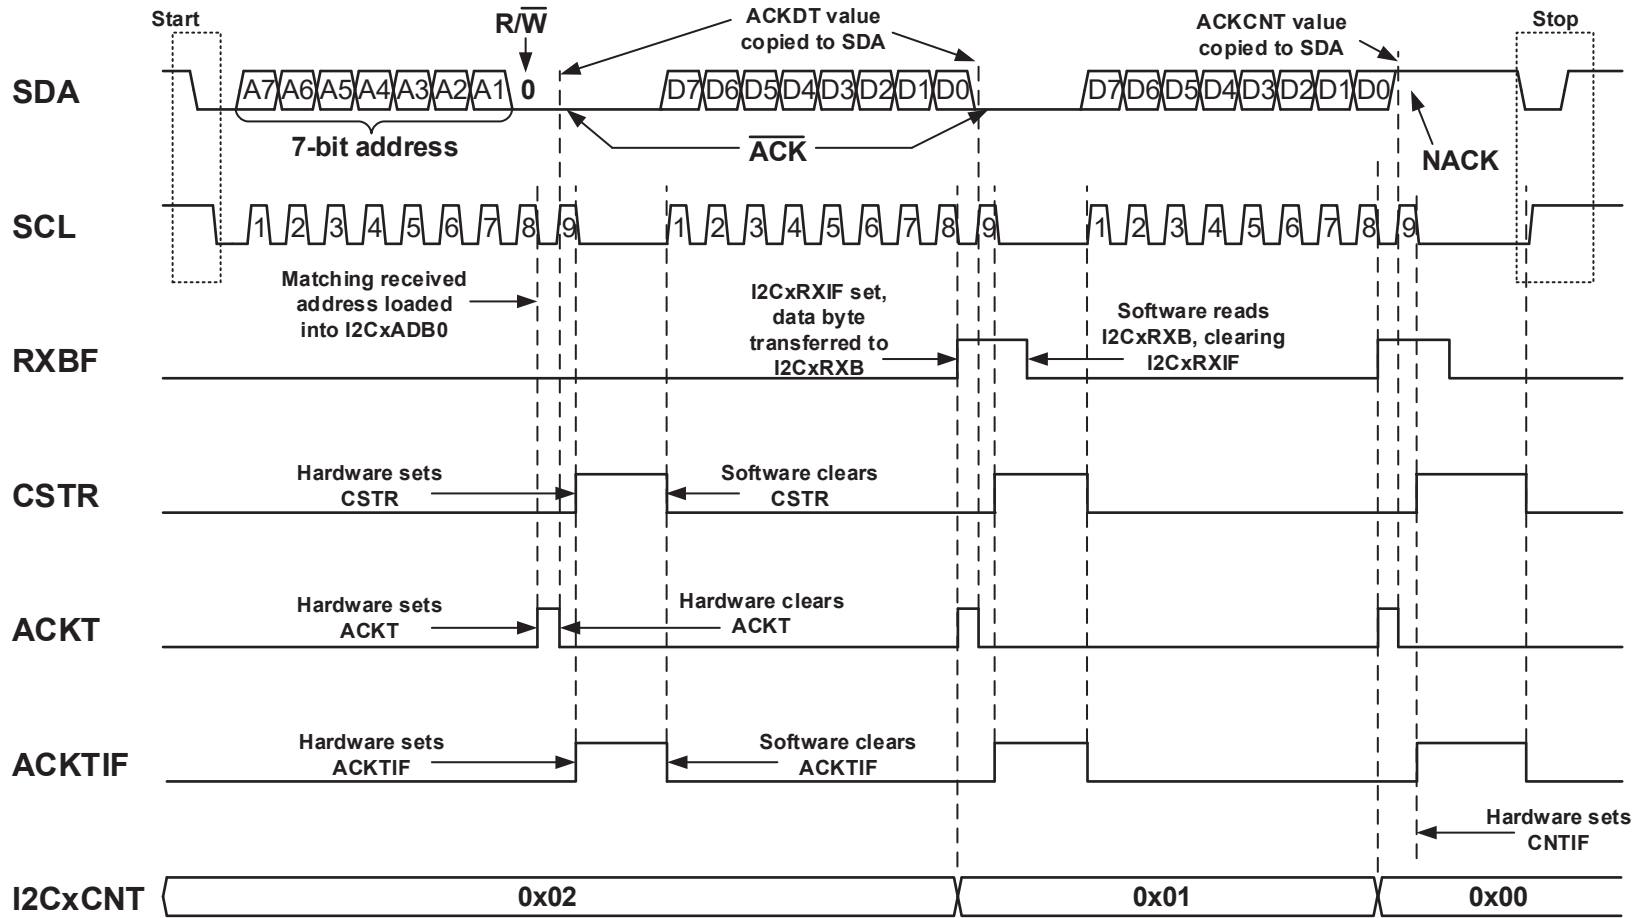 Start
R/W
ACKDT value
copied to SDA
ACKCNT value
copied to SDA
Stop
SDA
A7 A6 A5 A4 A3 A2 A1 0
D7 D6 D5 D4 D3 D2 D1 D0
D7 D6 D5 D4 D3 D2 D1 D0
7-bit address
ACK
NACK
SCL
1 2 3 4 5 6 7 8 9
1 2 3 4 5 6 7 8 9
1 2 3 4 5 6 7 8 9
Matching received
address loaded
into I2CxADB0
I2CxRXIF set,
data byte
transferred to
I2CxRXB
Software reads
I2CxRXB, clearing
I2CxRXIF
RXBF
CSTR
Hardware sets
CSTR
Software clears
CSTR
ACKT
Hardware sets
ACKT
Hardware clears
ACKT
ACKTIF
Hardware sets
ACKTIF
Software clears
ACKTIF
Hardware sets
CNTIF
I2CxCNT
0x02
0x01
0x00